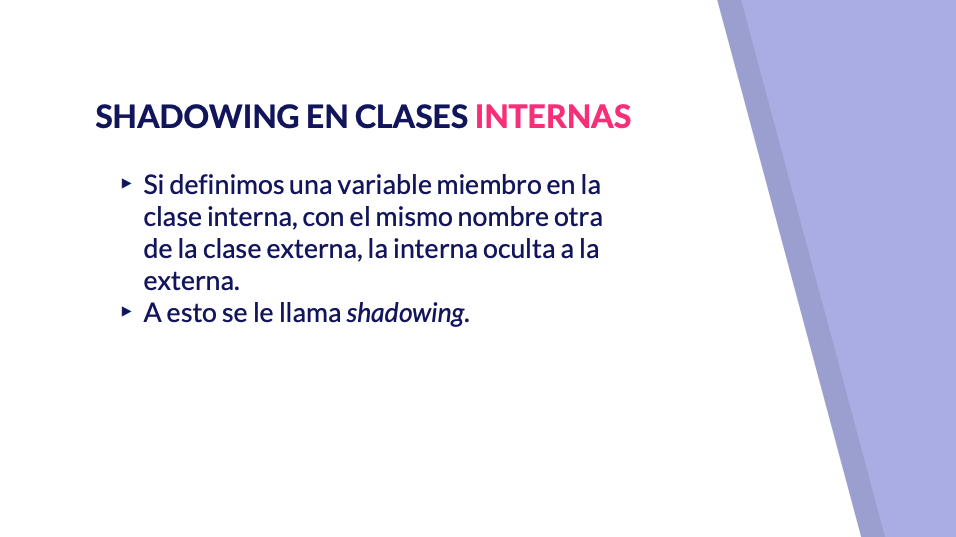 SHADOWING EN CLASES INTERNAS
▸ Si definimos una variable miembro en la
clase interna, con el mismo nombre otra
de la clase externa, la interna oculta a la
externa.
▸ A esto se le llama shadowing.